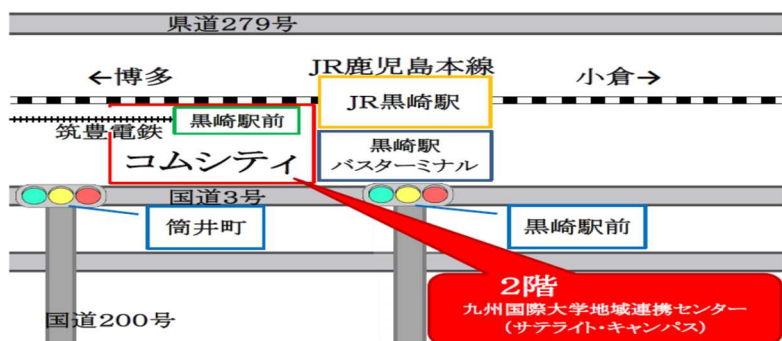 県道279号
JR鹿児島本線
←博多
小倉→
JR黒崎駅
黒崎駅前
筑豊電鉄
コムシティ
黒崎駅
バスターミナル
国道3号
筒井町
黒崎駅前
2階
九州国際大学地域連携センター
(サテライト・キャンパス)
国道200号